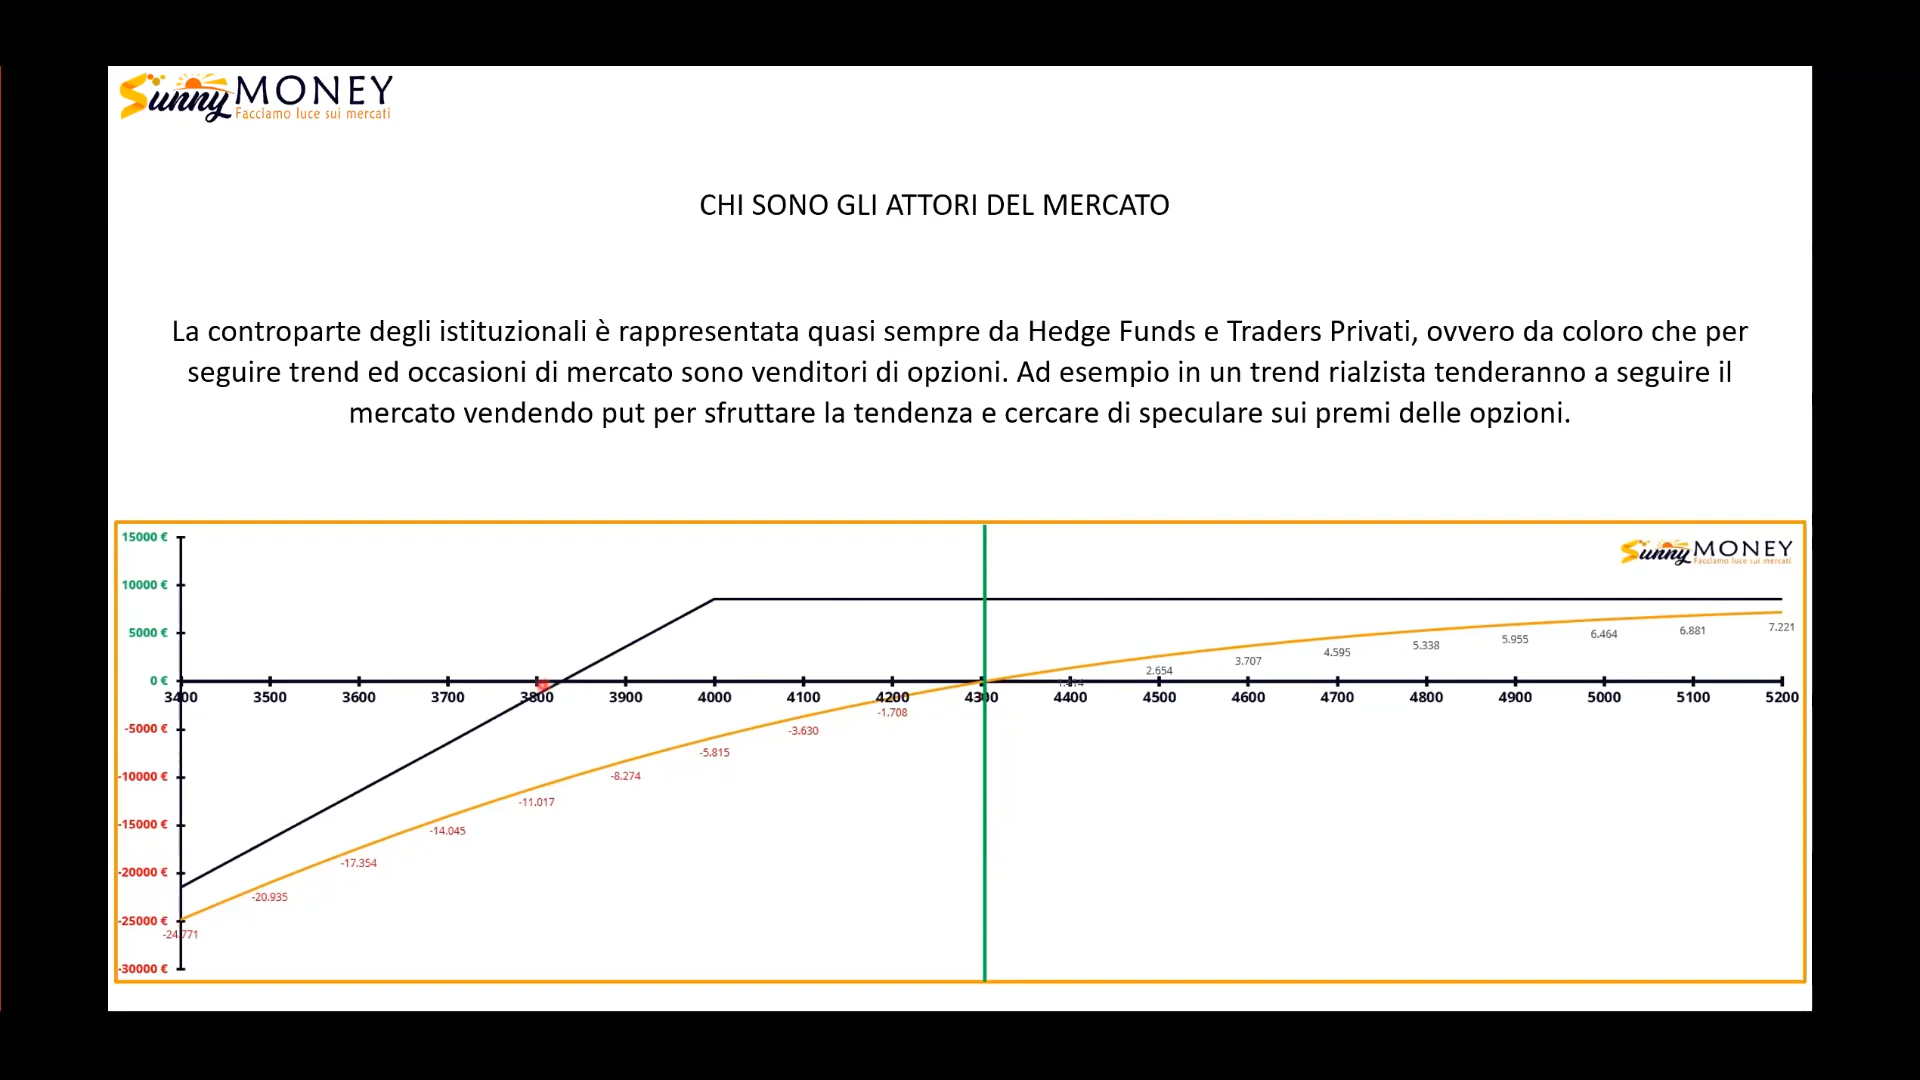 Sunny MONEY
Facciamo luce sui mercati
CHI SONO GLI ATTORI DEL MERCATO
La controparte degli istituzionali è rappresentata quasi sempre da Hedge Funds e Traders Privati, ovvero da coloro che per
seguire trend ed occasioni di mercato sono venditori di opzioni. Ad esempio in un trend rialzista tenderanno a seguire il
mercato vendendo put per sfruttare la tendenza e cercare di speculare sui premi delle opzioni.
15000 €
10000 €
5000 €
0 €
-5000 €
-10000 €
-15000 €
-20000 €
-25000 €
-30000 €
Sunny MONEY
Facciamo luce sui mercati
3400 3500 3600 3700 3800 3900 4000 4100 4200 4300 4400 4500 4600 4700 4800 4900 5000 5100 5200
-24.771 -20.935 -17.354 -14.045 -11.017 -8.274 -5.815 -3.630 -1.708 2.654 3.707 4.595 5.338 5.955 6.464 6.881 7.221